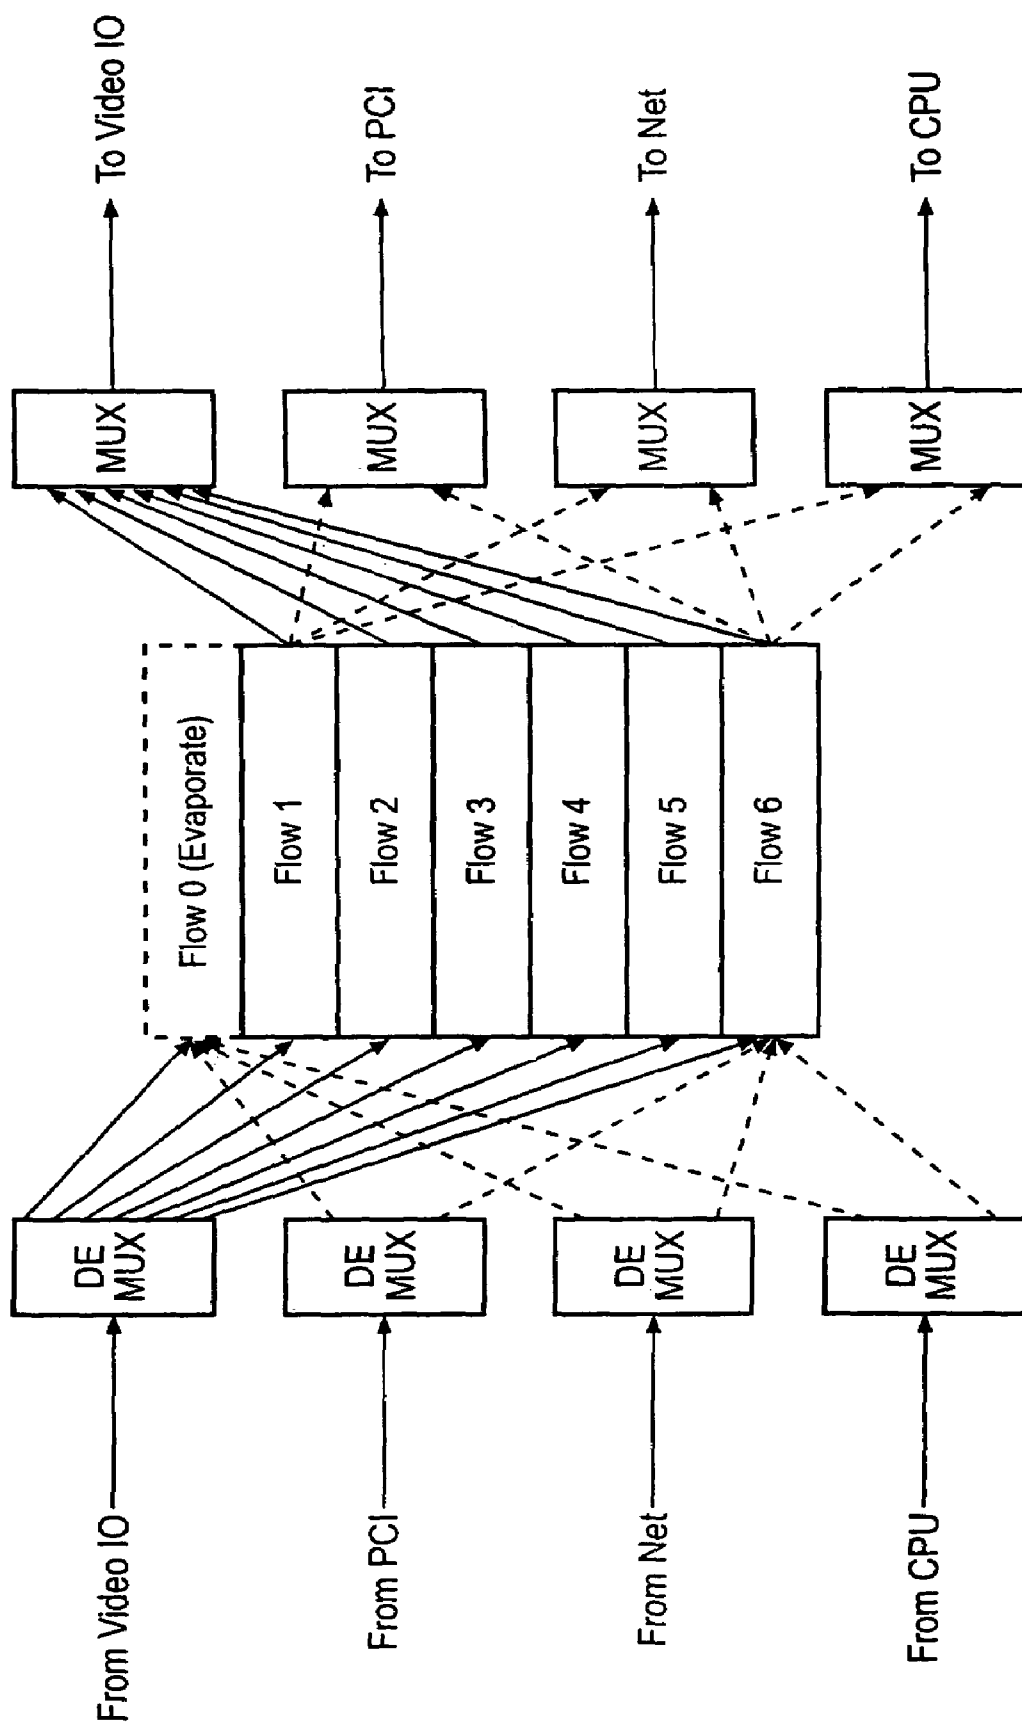 From Video IO
From PCI
From Net
From CPU
DE
MUX
DE
MUX
DE
MUX
DE
MUX
Flow 0 (Evaporate)
Flow 1
Flow 2
Flow 3
Flow 4
Flow 5
Flow 6
MUX
MUX
MUX
MUX
To Video IO
To PCI
To Net
To CPU